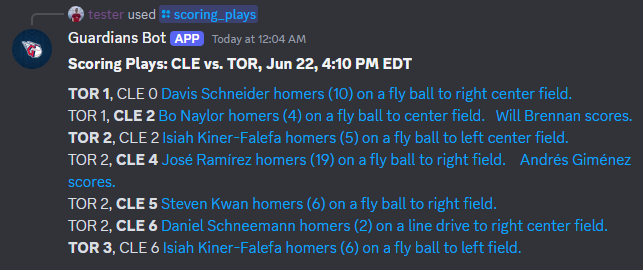 tester used scoring_plays
Guardians Bot APP Today at 12:04 AM
Scoring Plays: CLE vs. TOR, Jun 22, 4:10 PM EDT
TOR 1, CLE 0 Davis Schneider homers (10) on a fly ball to right center field.
TOR 1, CLE 2 Bo Naylor homers (4) on a fly ball to center field. Will Brennan scores.
TOR 2, CLE 2 Isiah Kiner-Falefa homers (5) on a fly ball to left center field.
TOR 2, CLE 4 José Ramírez homers (19) on a fly ball to right field. Andrés Giménez
scores.
TOR 2, CLE 5 Steven Kwan homers (6) on a fly ball to right field.
TOR 2, CLE 6 Daniel Schneemann homers (2) on a line drive to right center field.
TOR 3, CLE 6 Isiah Kiner-Falefa homers (6) on a fly ball to left field.